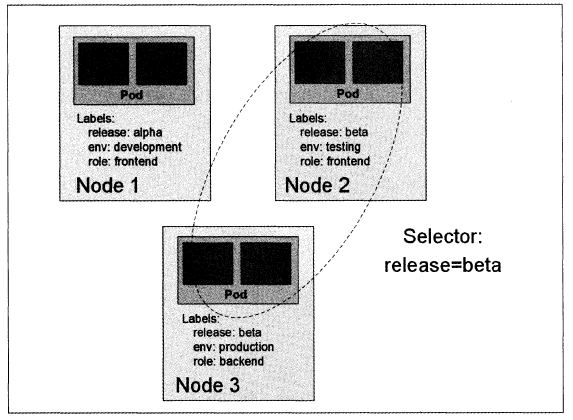 Pod
Labels:
release: alpha
env: development
role: frontend
Node 1
Pod
Labels:
release: beta
env: testing
role: frontend
Node 2
Pod
Labels:
release: beta
env: production
role: backend
Node 3
Selector:
release=beta